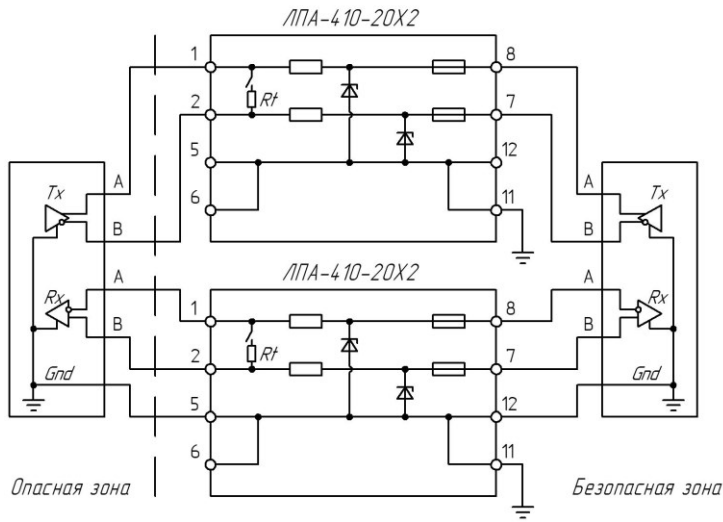 ЛПА-410-20Х2
1
8
Rt
2
7
5
12
6
11
Tx
A
B
A
Tx
B
ЛПА-410-20Х2
Rx
A
B
A
Rx
B
1
8
Rt
2
7
Gnd
Gnd
5
12
6
11
Опасная зона
Безопасная зона